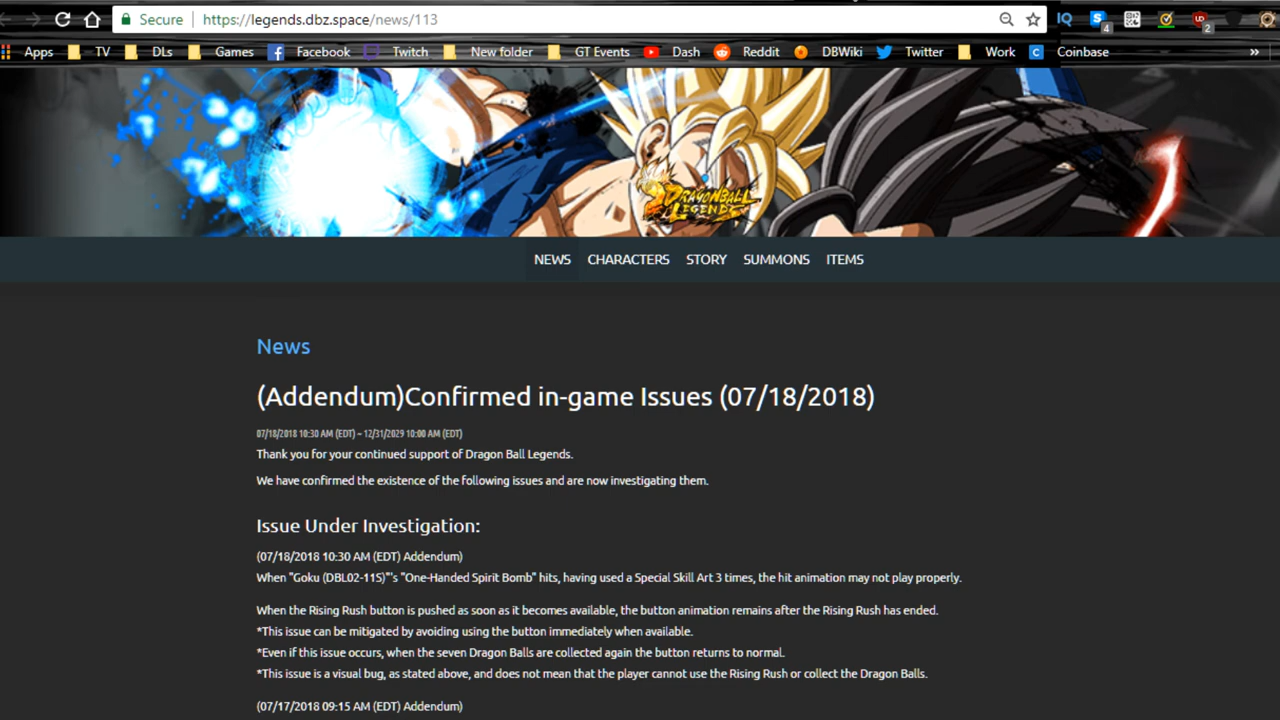 Secure https://legends.dbz.space/news/113
4
UD
2
Apps TV DLs Games Facebook Twitch New folder GT Events Dash Reddit DBWiki Twitter Work C Coinbase »
DRAGONBALL
LEGENDS
NEWS CHARACTERS STORY SUMMONS ITEMS
News
(Addendum)Confirmed in-game Issues (07/18/2018)
07/18/2018 10:30 AM (EDT) ~ 12/31/2029 10:00 AM (EDT)
Thank you for your continued support of Dragon Ball Legends.
We have confirmed the existence of the following issues and are now investigating them.
Issue Under Investigation:
(07/18/2018 10:30 AM (EDT) Addendum)
When "Goku (DBL02-11S)"'s "One-Handed Spirit Bomb" hits, having used a Special Skill Art 3 times, the hit animation may not play properly.
When the Rising Rush button is pushed as soon as it becomes available, the button animation remains after the Rising Rush has ended.
*This issue can be mitigated by avoiding using the button immediately when available.
*Even if this issue occurs, when the seven Dragon Balls are collected again the button returns to normal.
*This issue is a visual bug, as stated above, and does not mean that the player cannot use the Rising Rush or collect the Dragon Balls.
(07/17/2018 09:15 AM (EDT) Addendum)